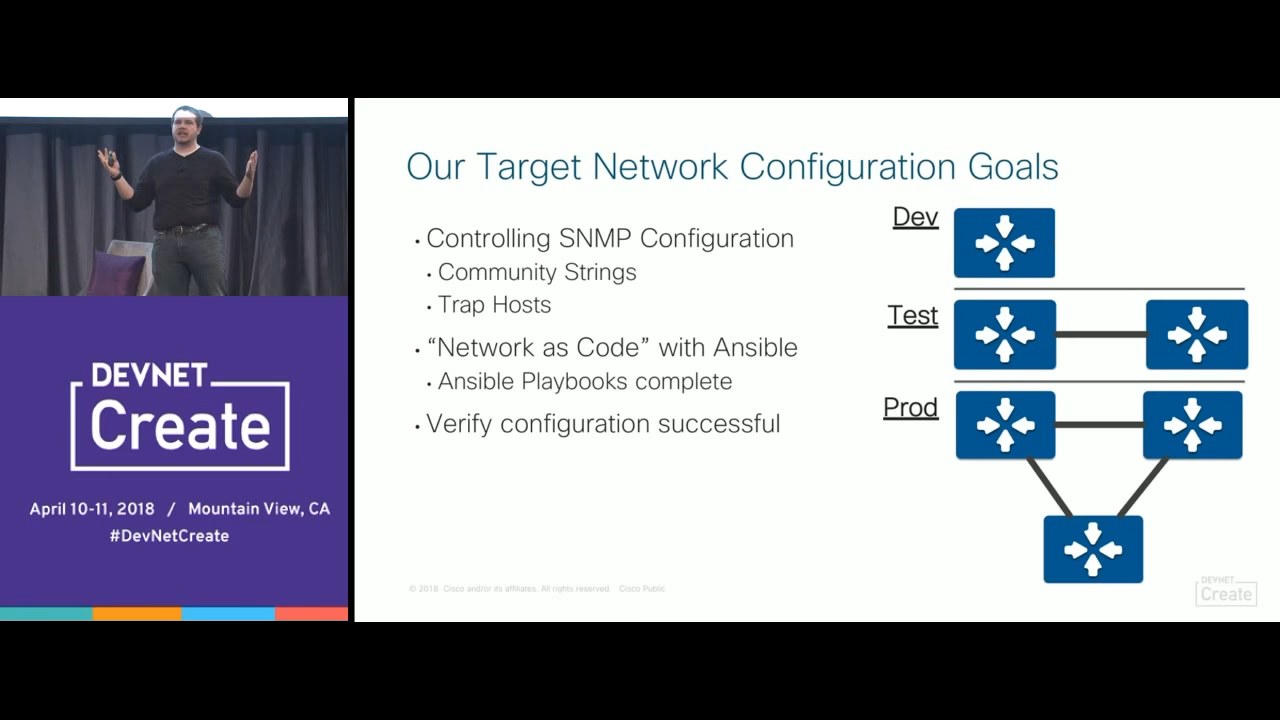 Our Target Network Configuration Goals
• Controlling SNMP Configuration
• Community Strings
• Trap Hosts
• “Network as Code” with Ansible
• Ansible Playbooks complete
• Verify configuration successful
Dev
Test
Prod
DEVNET
Create
April 10-11, 2018 / Mountain View, CA
#DevNetCreate
© 2018 Cisco and/or its affiliates. All rights reserved. Cisco Public
DEVNET
Create